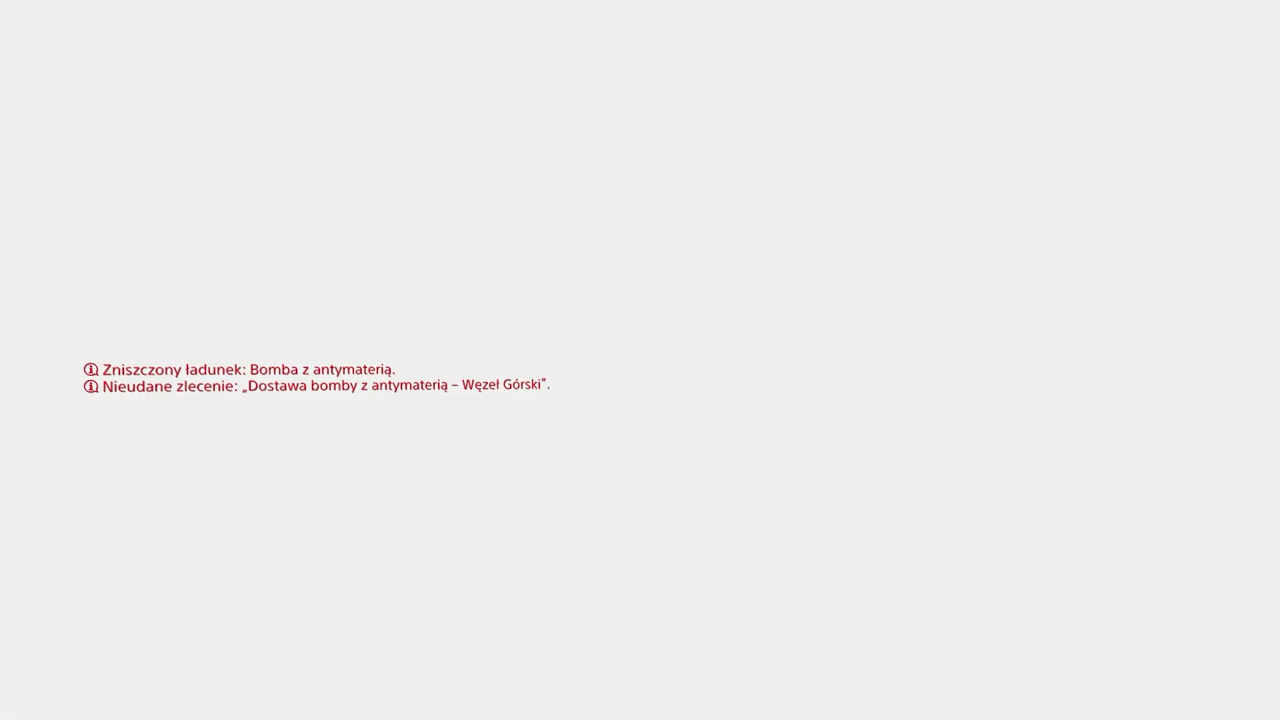 Zniszczony ładunek: Bomba z antymaterią.
Nieudane zlecenie: „Dostawa bomby z antymaterią – Węzeł Górski”.